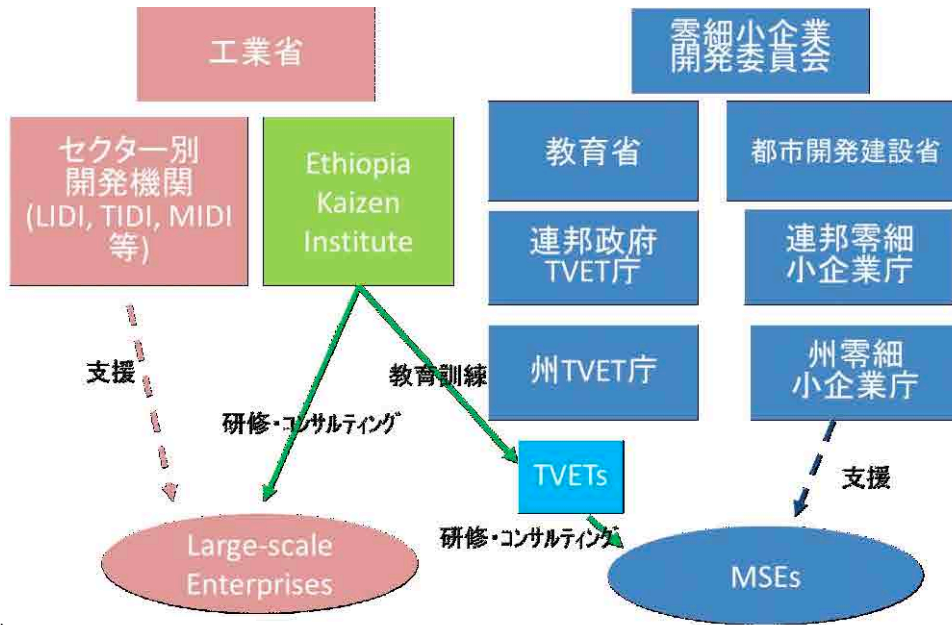 工業省
零細小企業
開発委員会
セクター別
開発機関
(LIDI, TIDI, MIDI
等)
Ethiopia
Kaizen
Institute
教育省
都市開発建設省
連邦政府
TVET庁
連邦零細
小企業庁
州TVET庁
州零細
小企業庁
支援
教育訓練
研修・コンサルティング
TVETs
支援
研修・コンサルティング
Large-scale
Enterprises
MSEs